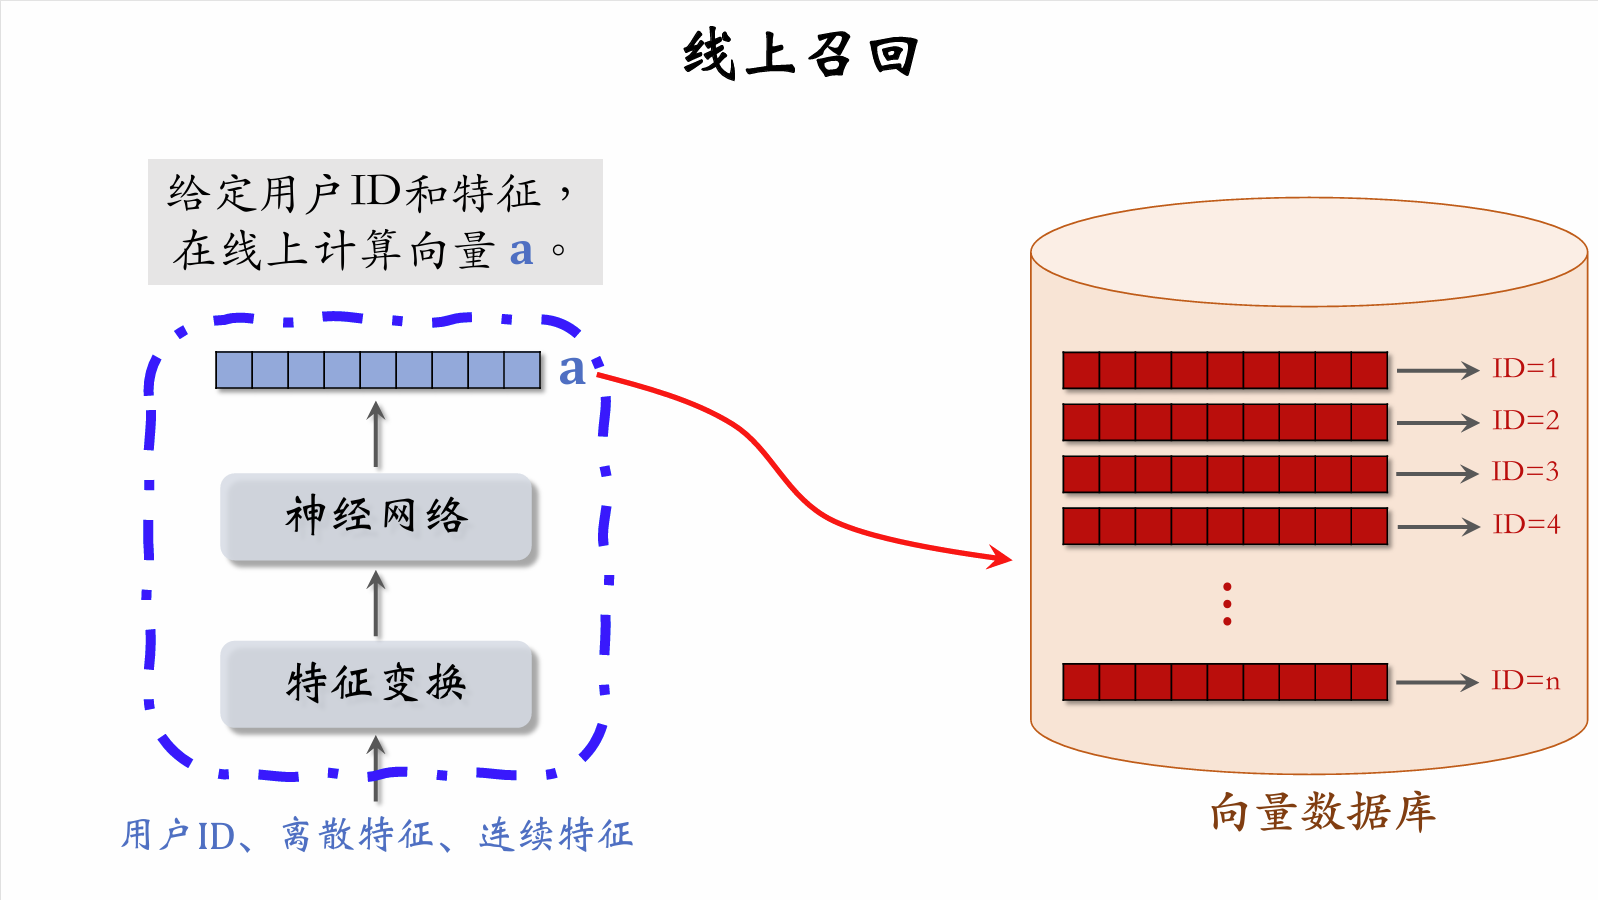 线上召回
给定用户ID和特征，
在线上计算向量 a。
a
神经网络
特征变换
用户ID、离散特征、连续特征
ID=1
ID=2
ID=3
ID=4
ID=n
向量数据库